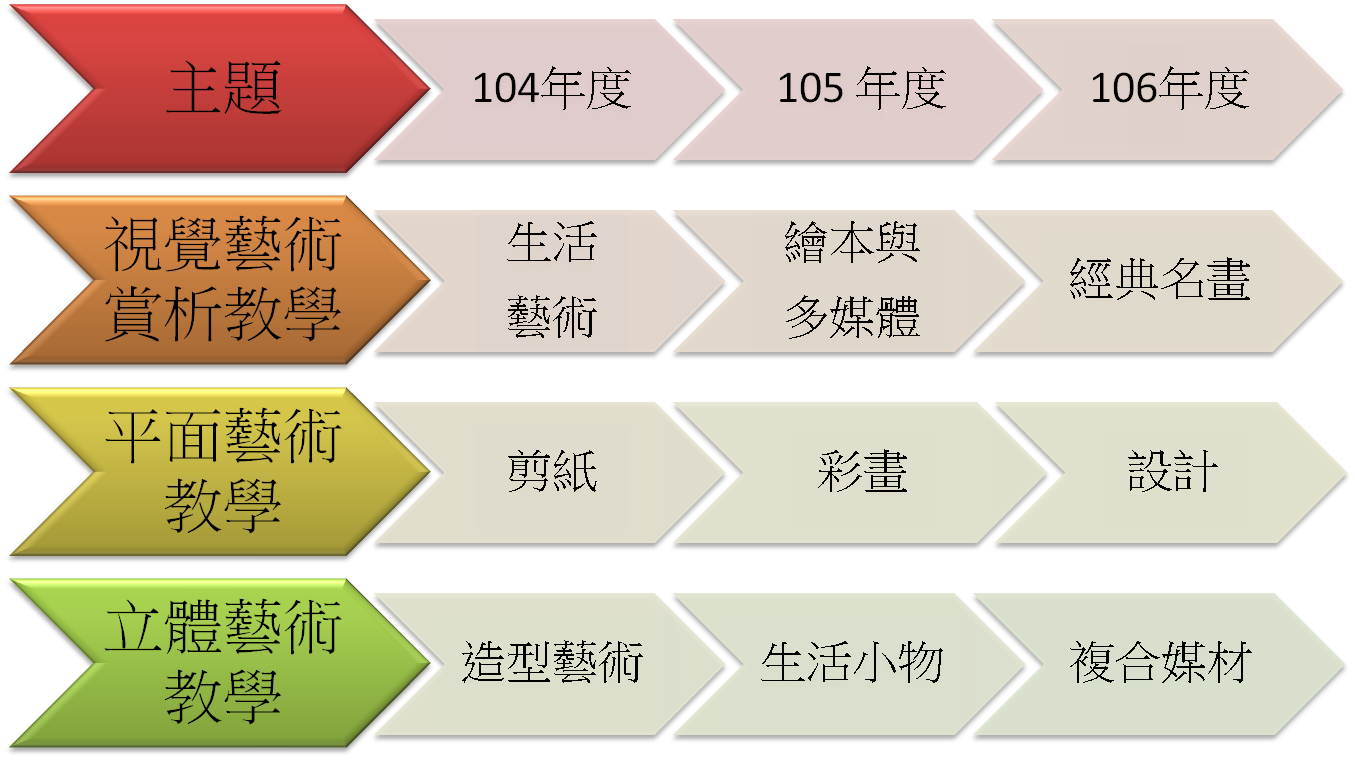 主題
104年度
105 年度
106年度
視覺藝術
賞析教學
生活
藝術
繪本與
多媒體
經典名畫
平面藝術
教學
剪紙
彩畫
設計
立體藝術
教學
造型藝術
生活小物
複合媒材